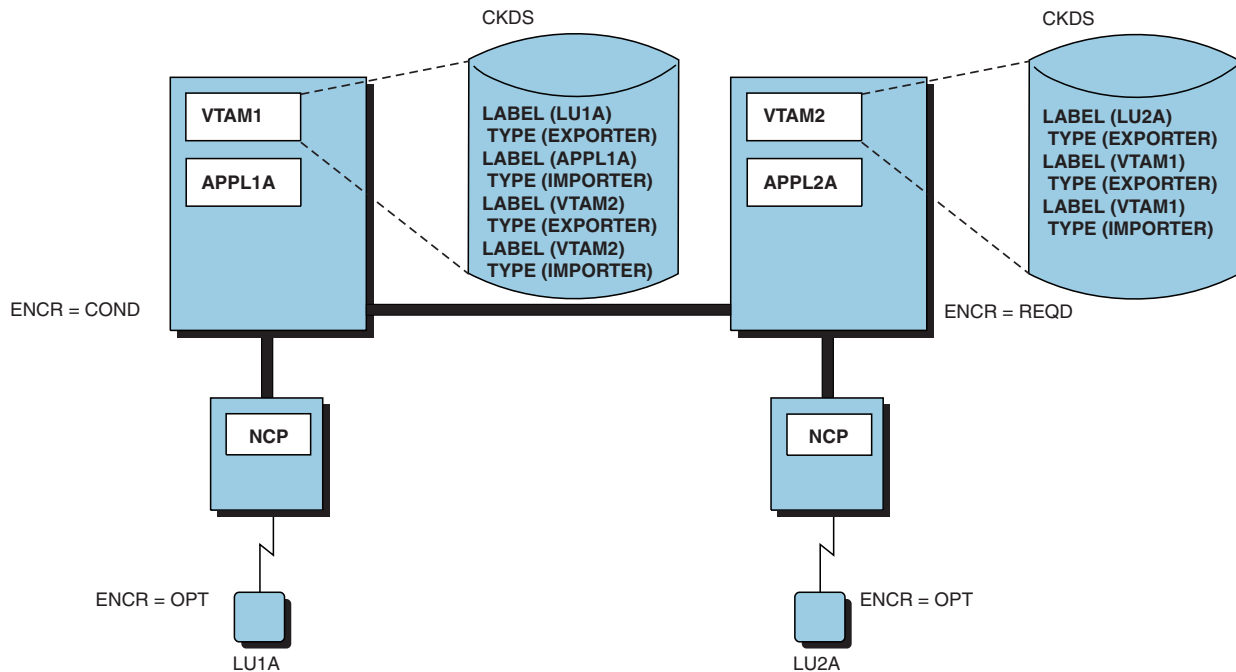 CKDS
CKDS
VTAM1
APPL1A
LABEL (LU1A)
TYPE (EXPORTER)
LABEL (APPL1A)
TYPE (IMPORTER)
LABEL (VTAM2)
TYPE (EXPORTER)
LABEL (VTAM2)
TYPE (IMPORTER)
VTAM2
APPL2A
LABEL (LU2A)
TYPE (EXPORTER)
LABEL (VTAM1)
TYPE (EXPORTER)
LABEL (VTAM1)
TYPE (IMPORTER)
ENCR = COND
ENCR = REQD
NCP
NCP
ENCR = OPT
ENCR = OPT
LU1A
LU2A